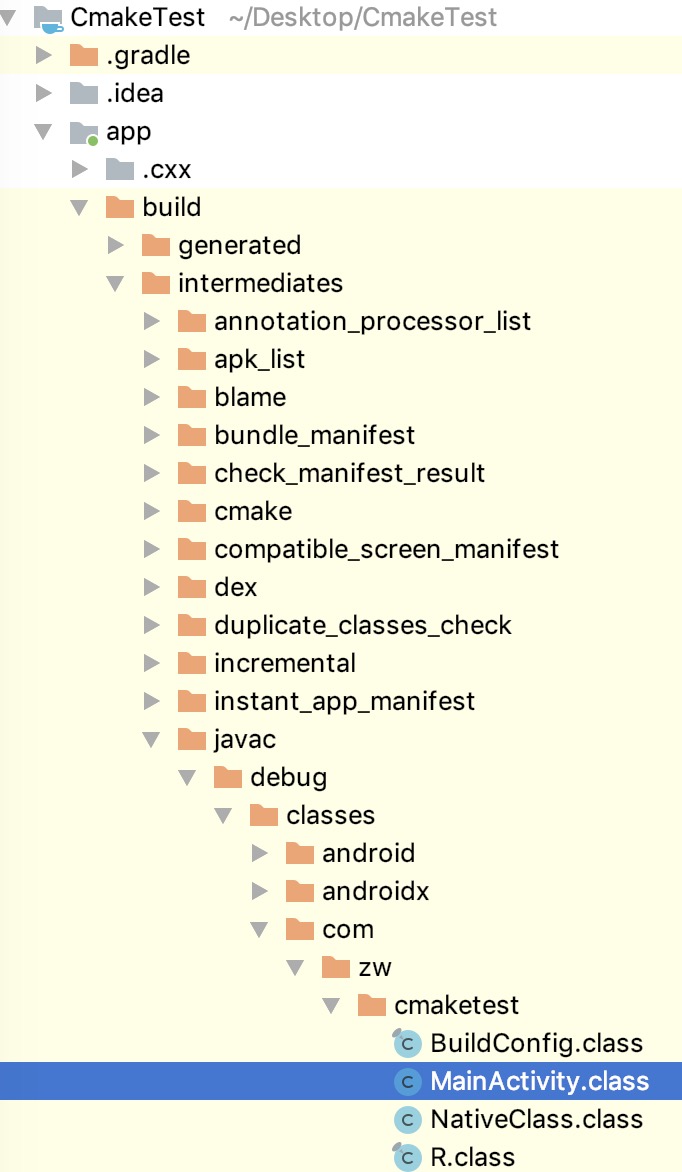 CmakeTest ~/Desktop/CmakeTest
.gradle
.idea
app
.cxx
build
generated
intermediates
annotation_processor_list
apk_list
blame
bundle_manifest
check_manifest_result
cmake
compatible_screen_manifest
dex
duplicate_classes_check
incremental
instant_app_manifest
javac
debug
classes
android
androidx
com
zw
cmaketest
C BuildConfig.class
C MainActivity.class
C NativeClass.class
C R.class